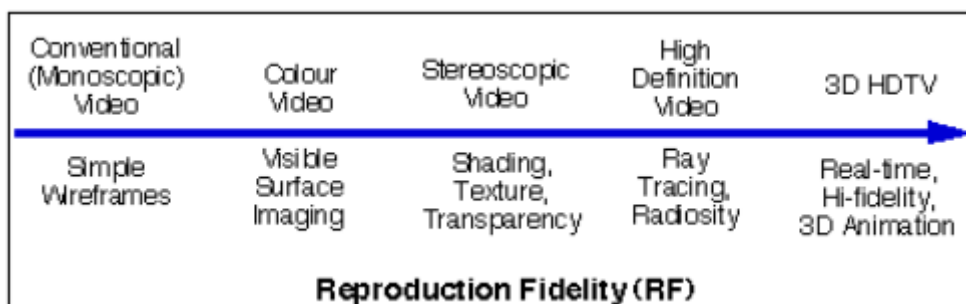 Conventional
(Monoscopic)
Video
Colour
Video
Stereoscopic
Video
High
Definition
Video
3D HDTV
Simple
Wireframes
Visible
Surface
Imaging
Shading,
Texture,
Transparency
Ray
Tracing,
Radiosity
Real-time,
Hi-fidelity,
3D Animation
Reproduction Fidelity (RF)